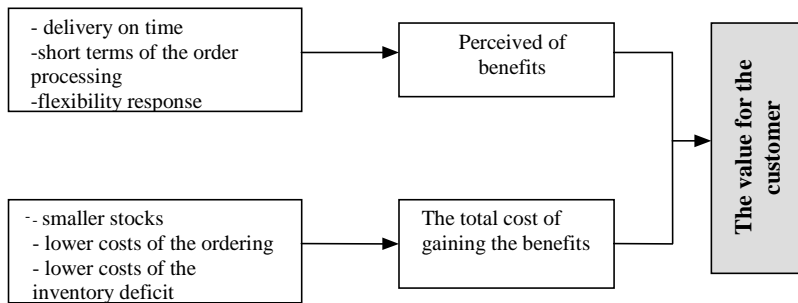 - delivery on time
-short terms of the order
processing
-flexibility response
Perceived of
benefits
The value for the
customer
- smaller stocks
- lower costs of the ordering
- lower costs of the
inventory deficit
The total cost of
gaining the benefits